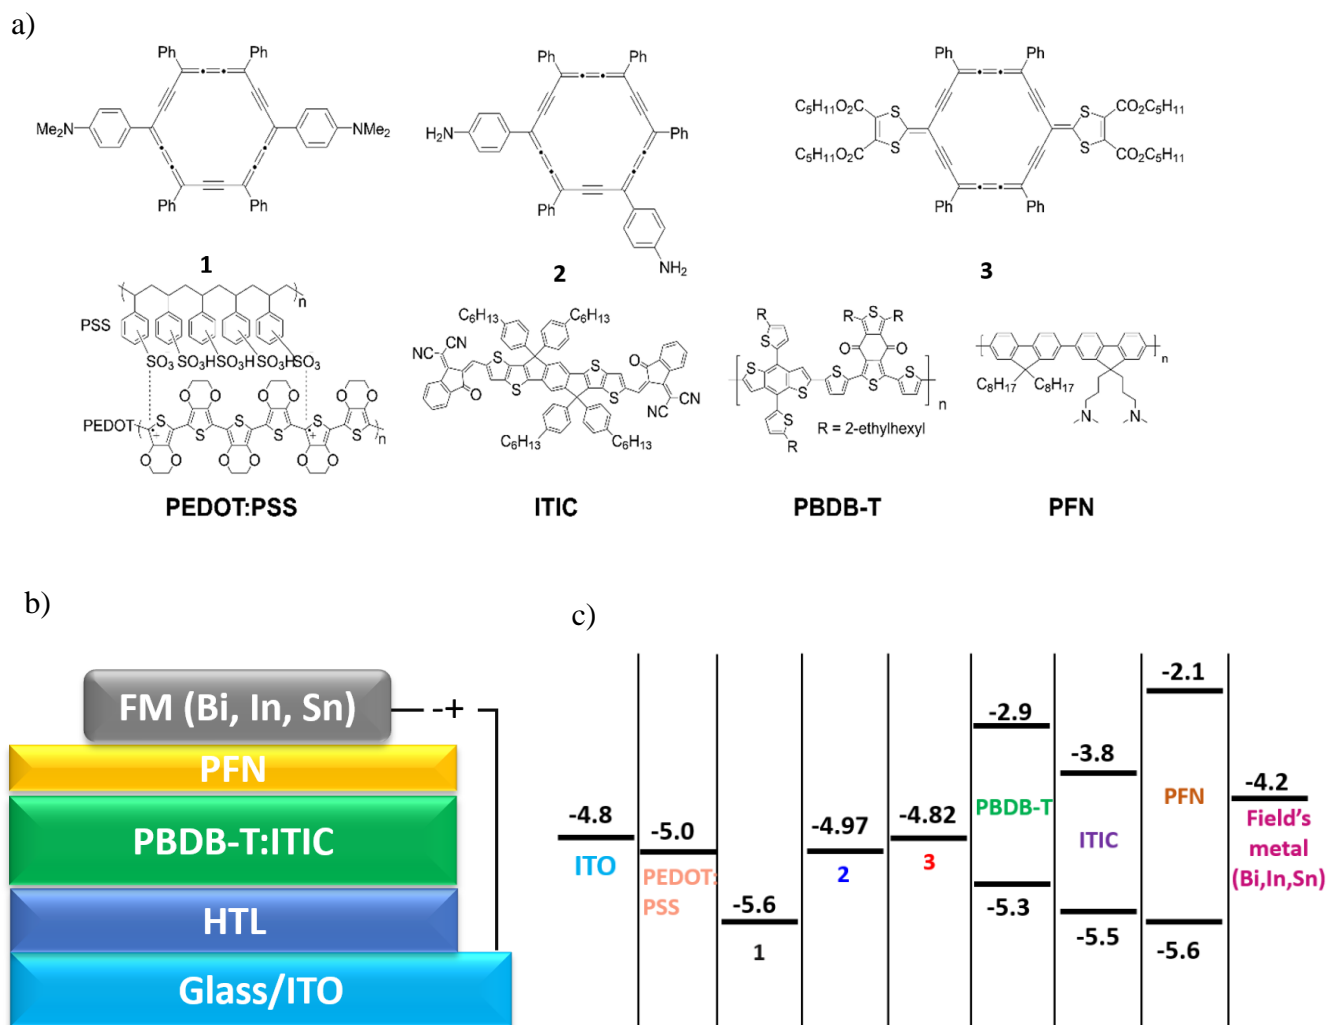 a)
Ph Ph
Me2N NMe2
Ph Ph
1
Ph Ph
H2N Ph
Ph
NH2
2
Ph Ph
C5H11O2C S S CO2C5H11
C5H11O2C S S CO2C5H11
Ph Ph
3
n
PSS
SO3 SO3HSO3HSO3HSO3
O O O O O O
PEDOT S S S S S S n
O O O O O O
PEDOT:PSS
C6H13 C6H13
CN
NC
S S
O
O
S S
NC CN
C6H13 C6H13
ITIC
R
S
R S R
S
O O
S S S S
n
S
R
R = 2-ethylhexyl
PBDB-T
n
C8H17 C8H17
N N
PFN
b)
FM (Bi, In, Sn) -+
PFN
PBDB-T:ITIC
HTL
Glass/ITO
c)
-4.8
ITO
-5.0
PEDOT:
PSS
-5.6
1
-4.97
2
-4.82
3
-2.9
PBDB-T
-5.3
-3.8
ITIC
-5.5
-2.1
PFN
-5.6
-4.2
Field's
metal
(Bi,In,Sn)